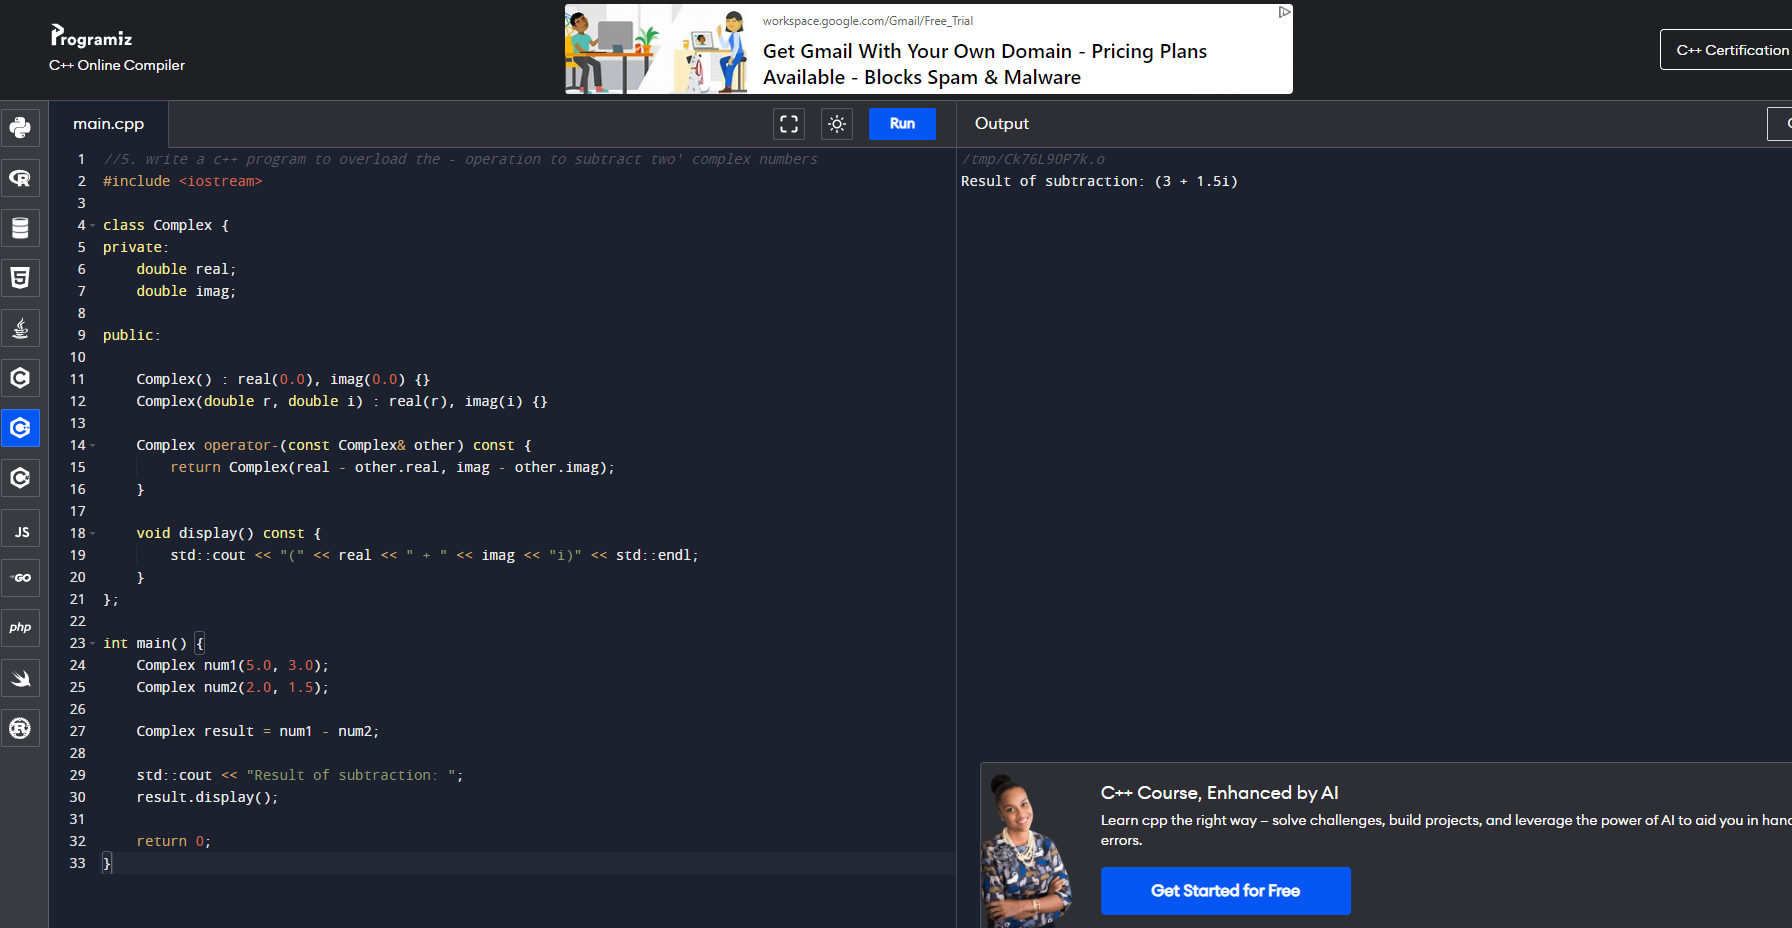 Programiz
C++ Online Compiler
workspace.google.com/Gmail/Free_Trial
Get Gmail With Your Own Domain - Pricing Plans
Available - Blocks Spam & Malware
C++ Certification
main.cpp
Run
Output
1 //5. write a c++ program to overload the - operation to subtract two' complex numbers
2 #include <iostream>
3
4 class Complex {
5 private:
6     double real;
7     double imag;
8
9 public:
10
11     Complex() : real(0.0), imag(0.0) {}
12     Complex(double r, double i) : real(r), imag(i) {}
13
14     Complex operator-(const Complex& other) const {
15         return Complex(real - other.real, imag - other.imag);
16     }
17
18     void display() const {
19         std::cout << "(" << real << " + " << imag << "i)" << std::endl;
20     }
21 };
22
23 int main() {
24     Complex num1(5.0, 3.0);
25     Complex num2(2.0, 1.5);
26
27     Complex result = num1 - num2;
28
29     std::cout << "Result of subtraction: ";
30     result.display();
31
32     return 0;
33 }
/tmp/Ck76L9OP7k.o
Result of subtraction: (3 + 1.5i)
5
JS
GO
php
C++ Course, Enhanced by AI
Learn cpp the right way – solve challenges, build projects, and leverage the power of AI to aid you in hand
errors.
Get Started for Free